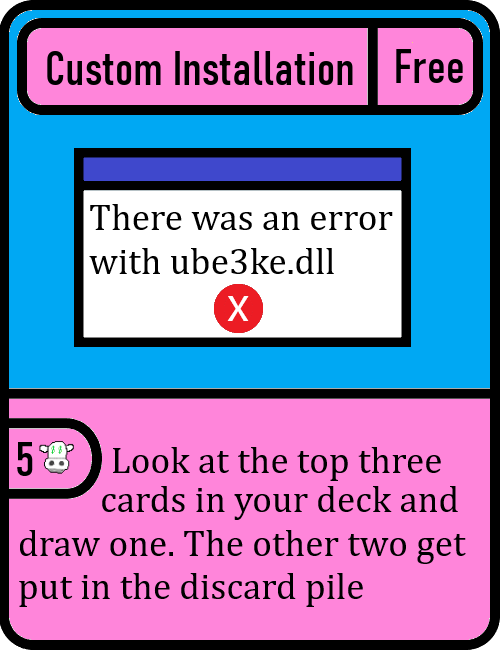 Custom Installation Free
There was an error
with ube3ke.dll
X
5 Look at the top three
cards in your deck and
draw one. The other two get
put in the discard pile